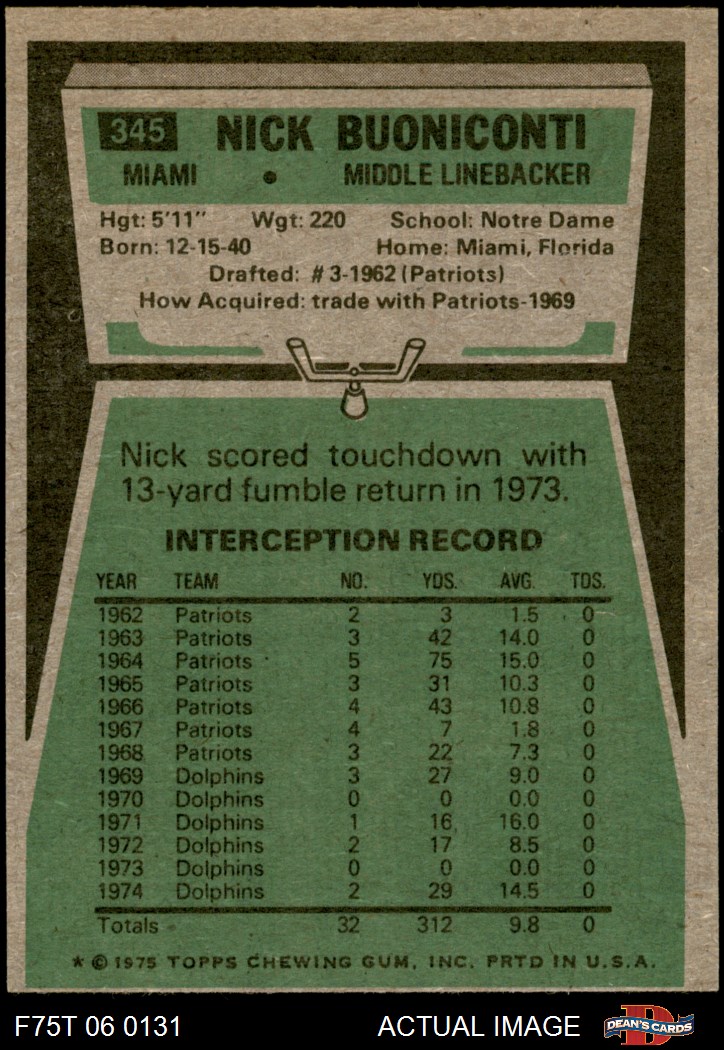 345 NICK BUONICONTI
MIAMI • MIDDLE LINEBACKER
Hgt: 5'11" Wgt: 220 School: Notre Dame
Born: 12-15-40 Home: Miami, Florida
Drafted: #3-1962 (Patriots)
How Acquired: trade with Patriots-1969
Nick scored touchdown with
13-yard fumble return in 1973.
INTERCEPTION RECORD
YEAR TEAM NO. YDS. AVG. TDS.
1962 Patriots 2 3 1.5 0
1963 Patriots 3 42 14.0 0
1964 Patriots 5 75 15.0 0
1965 Patriots 3 31 10.3 0
1966 Patriots 4 43 10.8 0
1967 Patriots 4 7 1.8 0
1968 Patriots 3 22 7.3 0
1969 Dolphins 3 27 9.0 0
1970 Dolphins 0 0 0.0 0
1971 Dolphins 1 16 16.0 0
1972 Dolphins 2 17 8.5 0
1973 Dolphins 0 0 0.0 0
1974 Dolphins 2 29 14.5 0
Totals 32 312 9.8 0
* © 1975 TOPPS CHEWING GUM, INC. PRTD IN U.S.A.
F75T 06 0131 ACTUAL IMAGE D DEAN'S CARDS